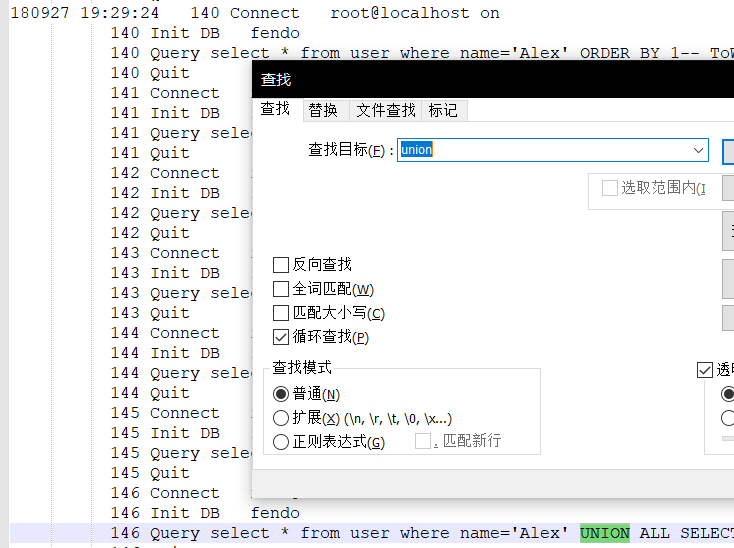 180927 19:29:24   140 Connect   root@localhost on
140 Init DB   fendo
140 Query select * from user where name='Alex' ORDER BY 1--
140 Quit
查找
141 Connect
查找 替换 文件查找 标记
141 Init DB
141 Query
查找目标(F) : union
141 Quit
142 Connect
选取范围内(I
142 Init DB
142 Query
142 Quit
143 Connect
反向查找
143 Init DB
全词匹配(W)
143 Query
143 Quit
匹配大小写(C)
144 Connect
循环查找(P)
144 Init DB
查找模式
144 Query
144 Quit
普通(N)
145 Connect
扩展(X) (\n, \r, \t, \0, \x...)
145 Init DB
正则表达式(G)
. 匹配新行
145 Query
145 Quit
146 Connect
146 Init DB   fendo
146 Query select * from user where name='Alex' UNION ALL SELECT